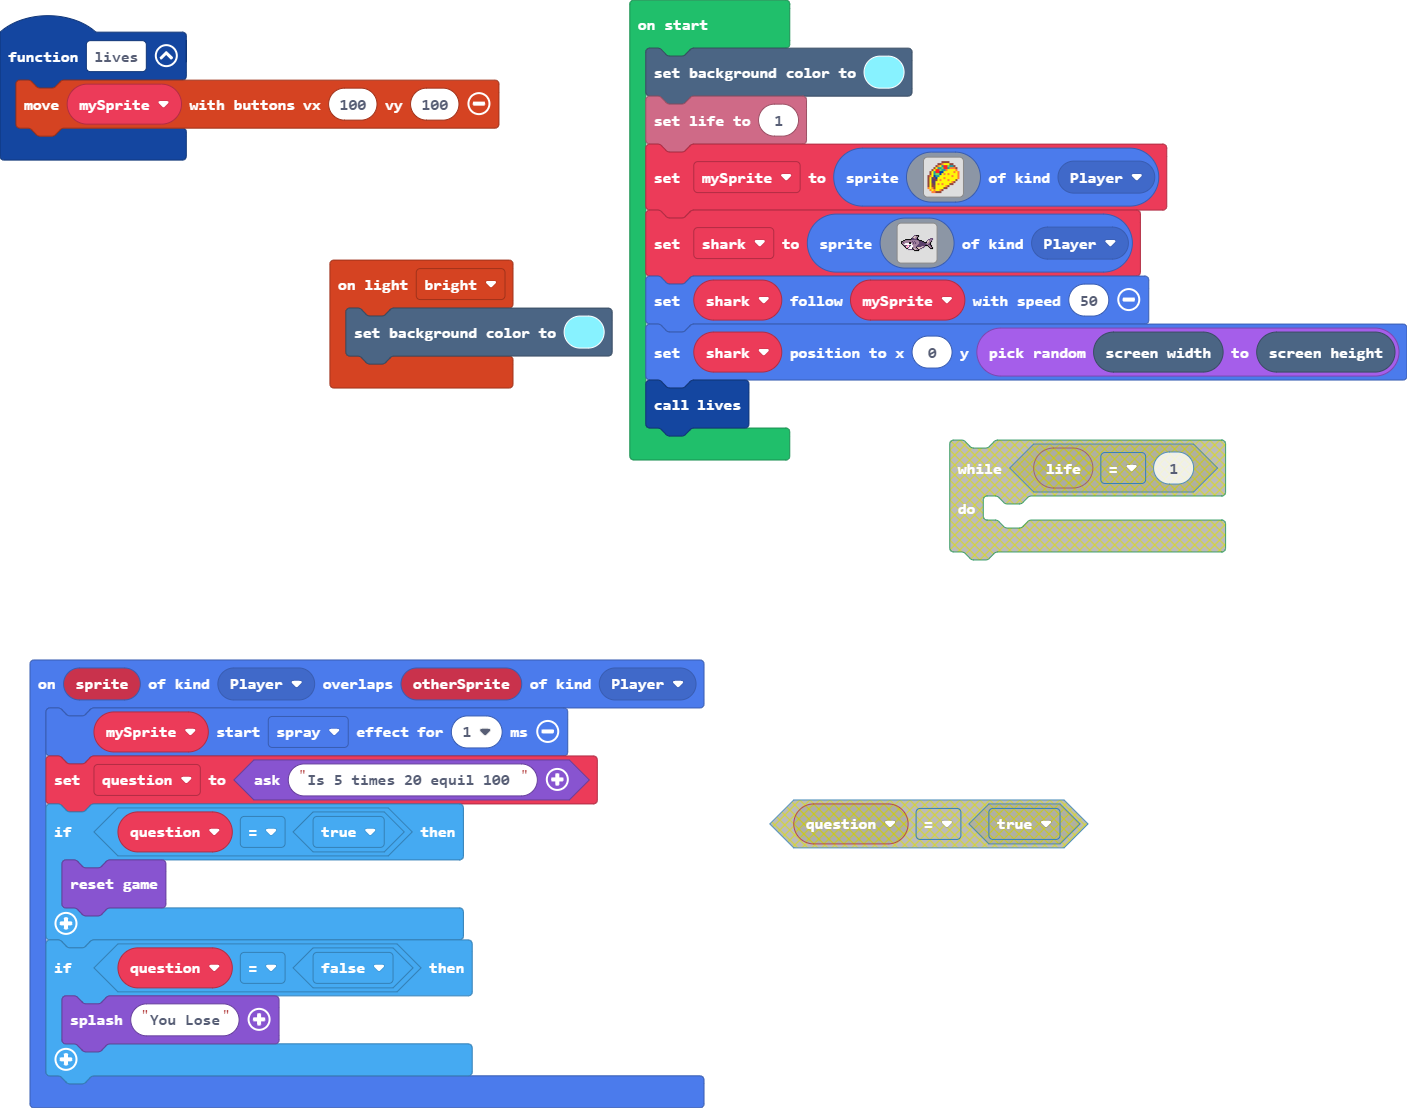 function lives
move mySprite with buttons vx 100 vy 100
on start
set background color to
set life to 1
set mySprite to sprite of kind Player
set shark to sprite of kind Player
set shark follow mySprite with speed 50
set shark position to x 0 y pick random screen width to screen height
call lives
on light bright
set background color to
while life = 1
do
on sprite of kind Player overlaps otherSprite of kind Player
mySprite start spray effect for 1 ms
set question to ask "Is 5 times 20 equil 100 "
if question = true then
reset game
if question = false then
splash "You Lose"
question = true